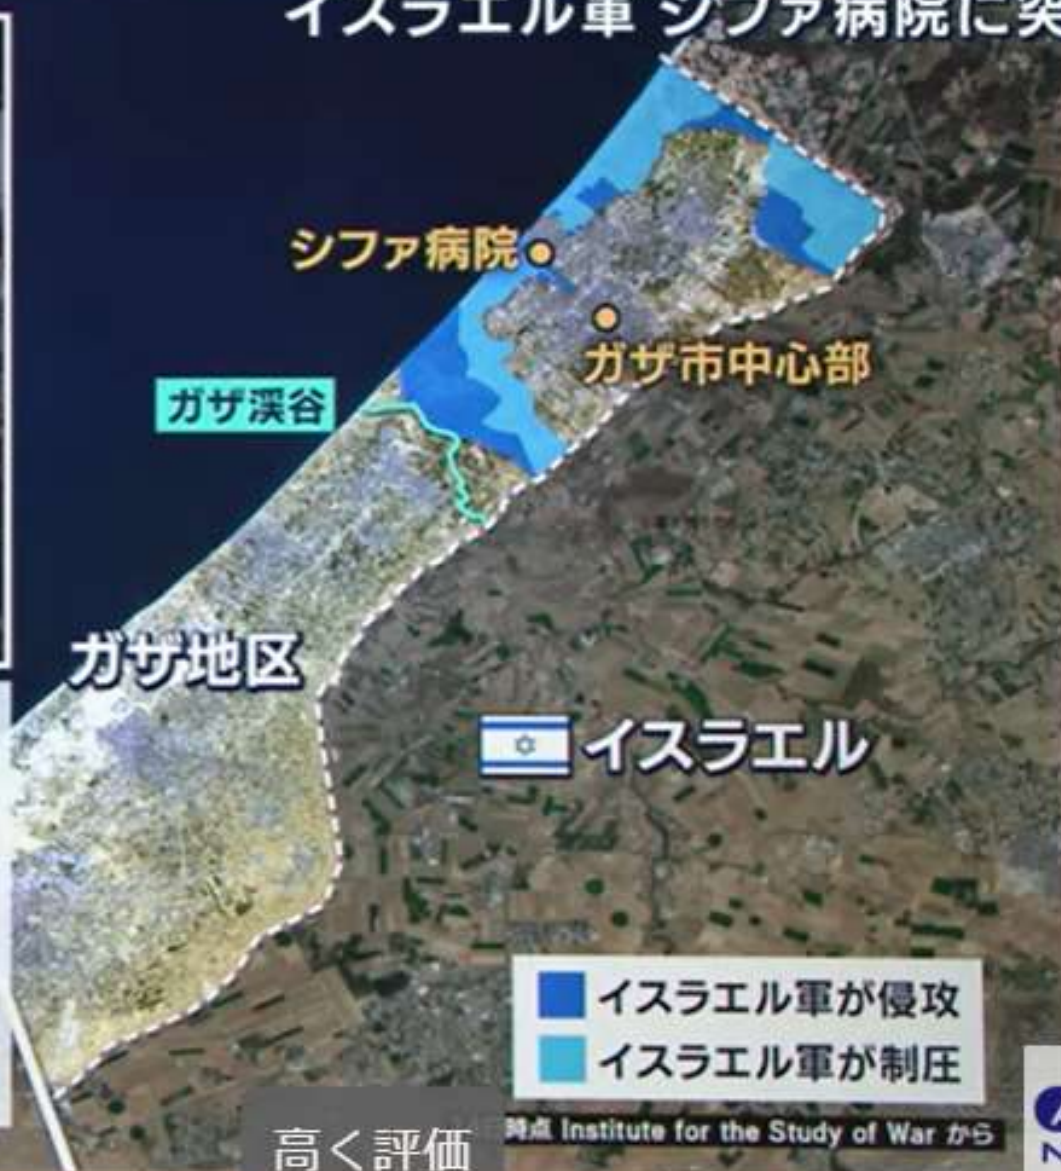 イスラエル軍 シファ病院に突
シファ病院
ガザ市中心部
ガザ渓谷
ガザ地区
イスラエル
イスラエル軍が侵攻
イスラエル軍が制圧
時点 Institute for the Study of War から
高く評価